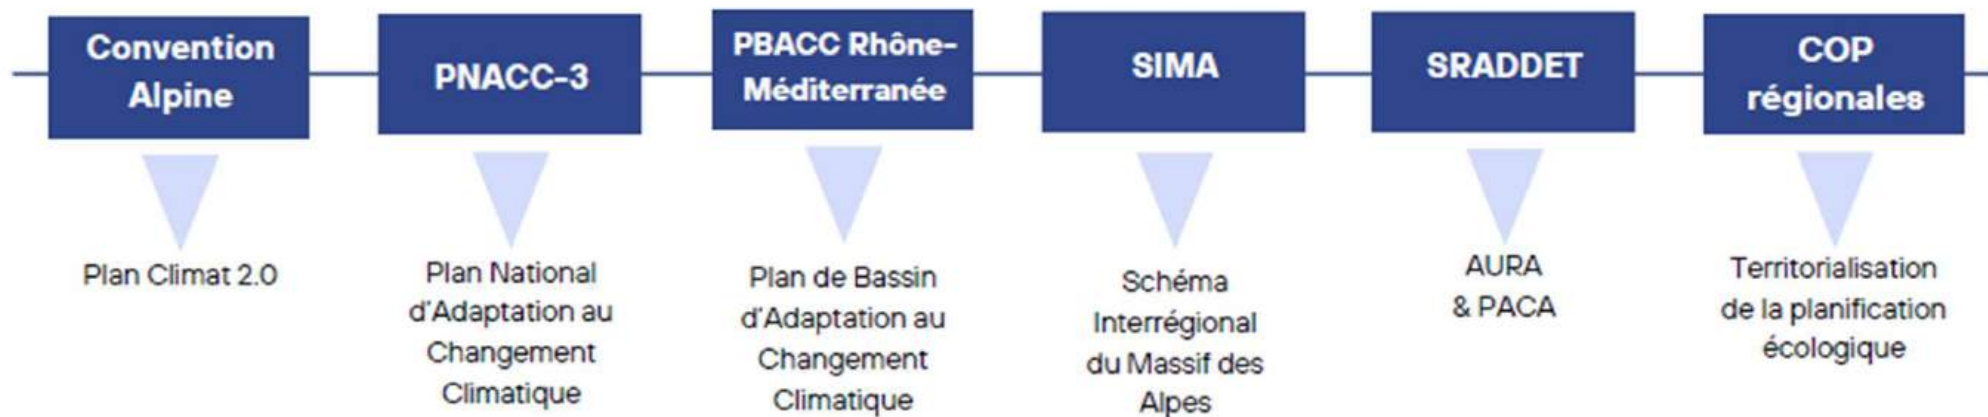 Convention
Alpine
PNACC-3
PBACC Rhône-
Méditerranée
SIMA
SRADDET
COP
régionales
Plan Climat 2.0
Plan National
d'Adaptation au
Changement
Climatique
Plan de Bassin
d'Adaptation au
Changement
Climatique
Schéma
Interrégional
du Massif des
Alpes
AURA
& PACA
Territorialisation
de la planification
écologique